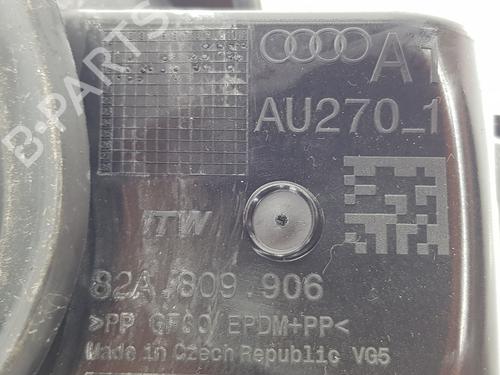 A1
AU270_1
ITW
82A 809 906
>PP GF30/EPDM+PP<
Made in Czech Republic VG5
B-PARTS